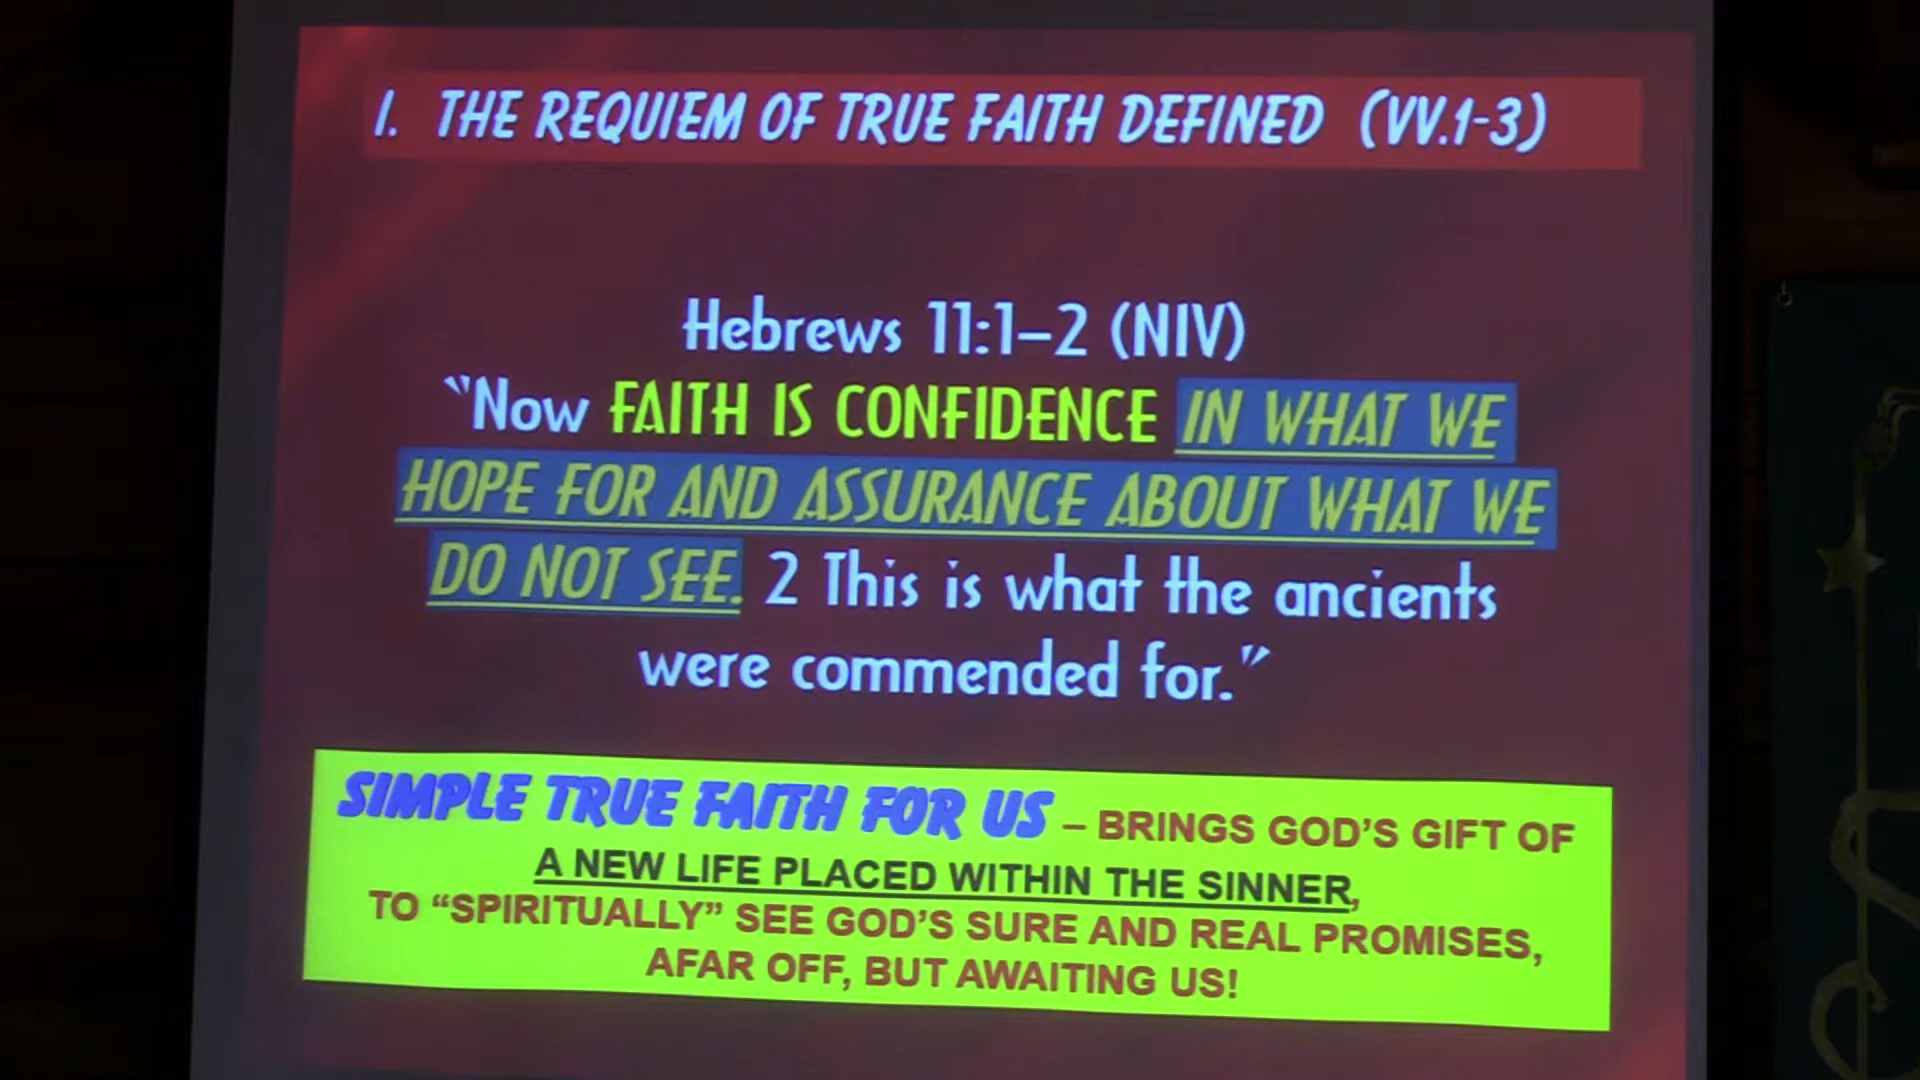 I. THE REQUIEM OF TRUE FAITH DEFINED (VV.1-3)
Hebrews 11:1–2 (NIV)
“Now FAITH IS CONFIDENCE IN WHAT WE
HOPE FOR AND ASSURANCE ABOUT WHAT WE
DO NOT SEE. 2 This is what the ancients
were commended for.”
SIMPLE TRUE FAITH FOR US – BRINGS GOD’S GIFT OF
A NEW LIFE PLACED WITHIN THE SINNER,
TO “SPIRITUALLY” SEE GOD’S SURE AND REAL PROMISES,
AFAR OFF, BUT AWAITING US!